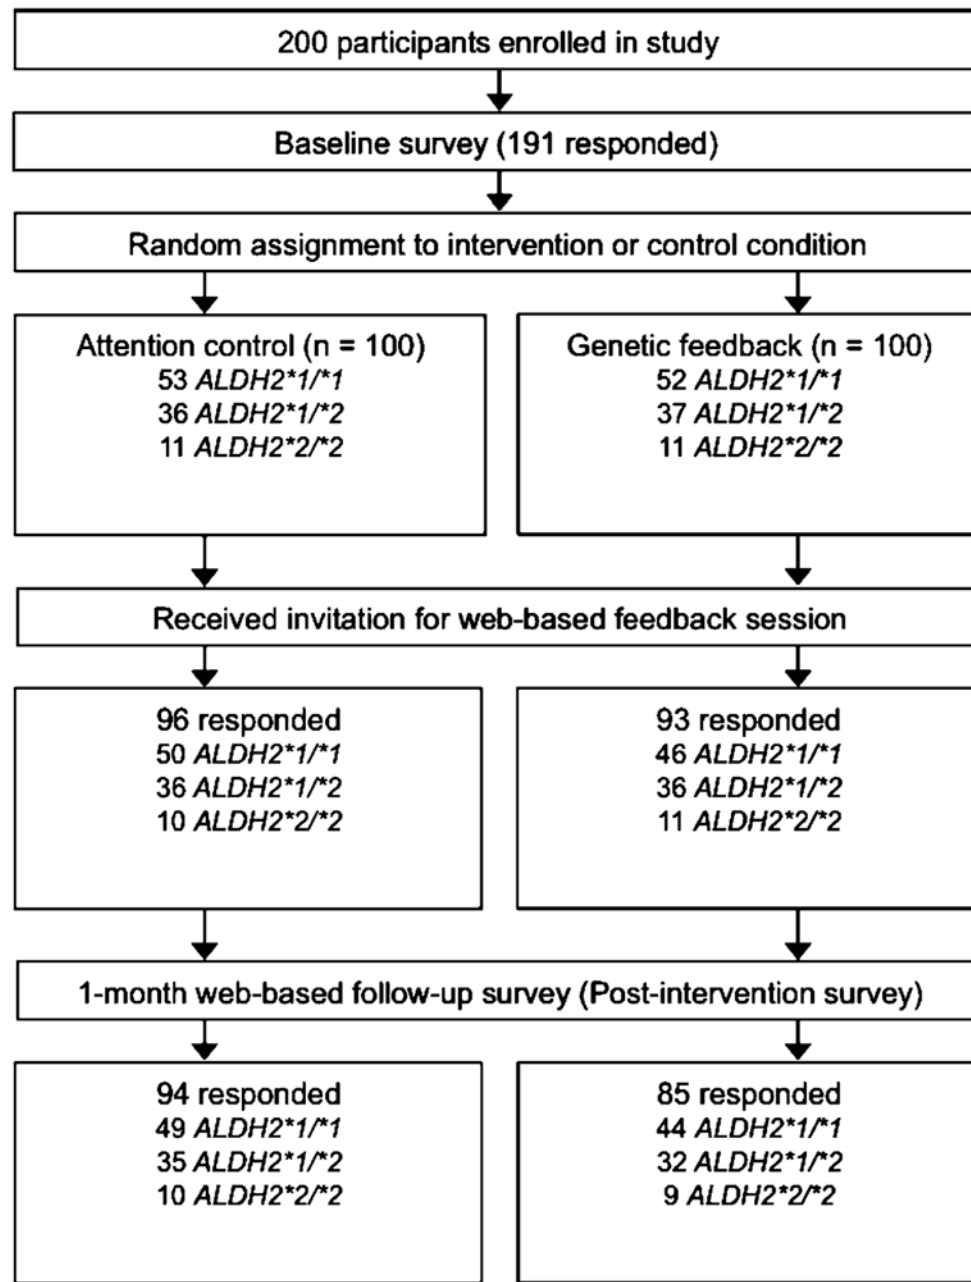 200 participants enrolled in study
Baseline survey (191 responded)
Random assignment to intervention or control condition
Attention control (n = 100)
53 ALDH2*1/*1
36 ALDH2*1/*2
11 ALDH2*2/*2
Genetic feedback (n = 100)
52 ALDH2*1/*1
37 ALDH2*1/*2
11 ALDH2*2/*2
Received invitation for web-based feedback session
96 responded
50 ALDH2*1/*1
36 ALDH2*1/*2
10 ALDH2*2/*2
93 responded
46 ALDH2*1/*1
36 ALDH2*1/*2
11 ALDH2*2/*2
1-month web-based follow-up survey (Post-intervention survey)
94 responded
49 ALDH2*1/*1
35 ALDH2*1/*2
10 ALDH2*2/*2
85 responded
44 ALDH2*1/*1
32 ALDH2*1/*2
9 ALDH2*2/*2